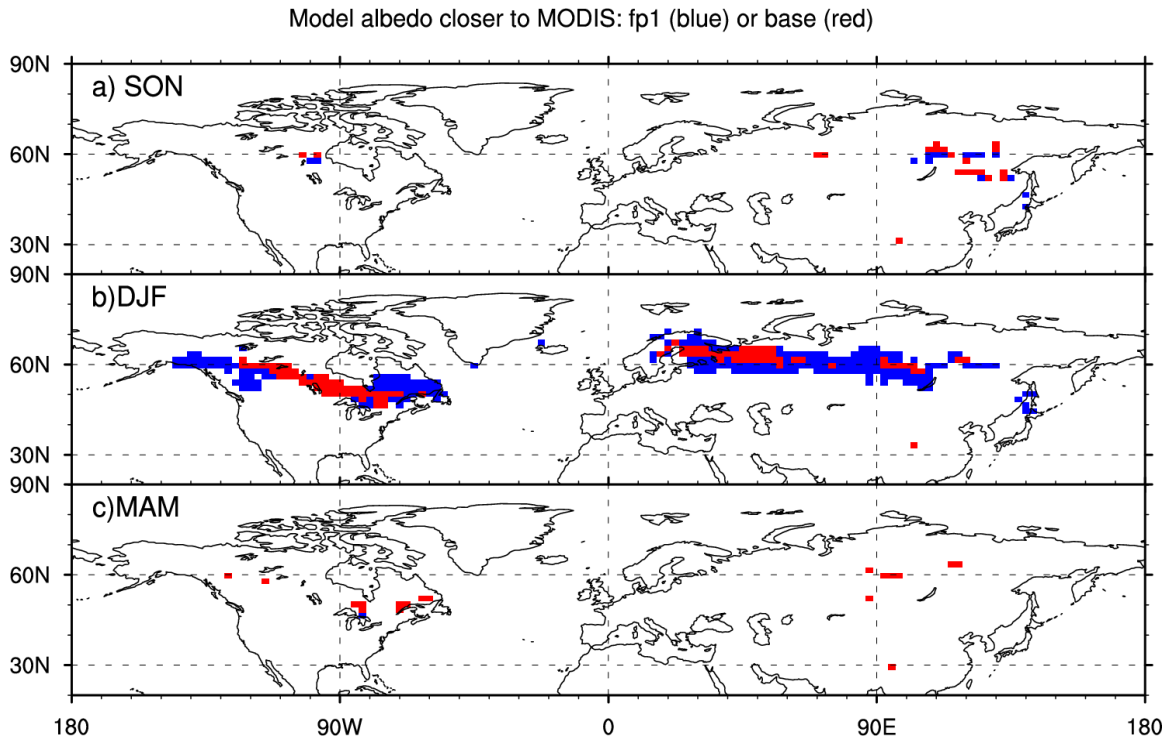 Model albedo closer to MODIS: fp1 (blue) or base (red)
90N
a) SON
60N
30N
90N
b)DJF
60N
30N
90N
c)MAM
60N
30N
180 90W 0 90E 180